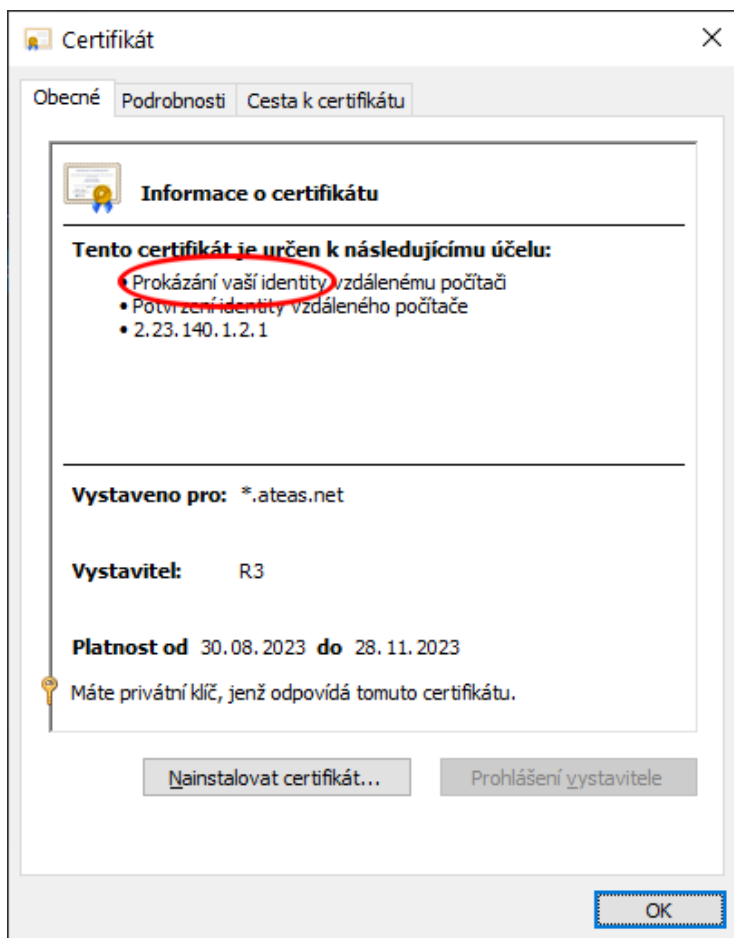 Certifikát
Obecné Podrobnosti Cesta k certifikátu
Informace o certifikátu
Tento certifikát je určen k následujícímu účelu:
• Prokázání vaší identity vzdálenému počítači
• Potvrzení identity vzdáleného počítače
• 2.23.140.1.2.1
Vystaveno pro: *.ateas.net
Vystavitel: R3
Platnost od 30.08.2023 do 28.11.2023
Máte privátní klíč, jenž odpovídá tomuto certifikátu.
Nainstalovat certifikát... Prohlášení vystavitele
OK